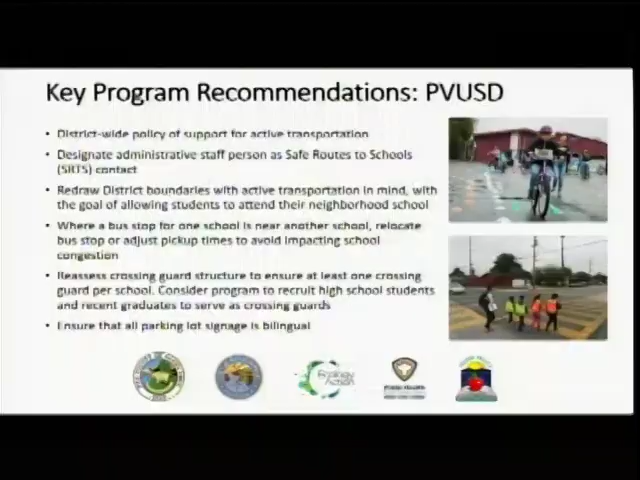 Key Program Recommendations: PVUSD
• District-wide policy of support for active transportation
• Designate administrative staff person as Safe Routes to Schools
(SRTS) contact
• Redraw District boundaries with active transportation in mind, with
the goal of allowing students to attend their neighborhood school
• Where a bus stop for one school is near another school, relocate
bus stop or adjust pickup times to avoid impacting school
congestion
• Reassess crossing guard structure to ensure at least one crossing
guard per school. Consider program to recruit high school students
and recent graduates to serve as crossing guards
• Ensure that all parking lot signage is bilingual
Ecology
Action